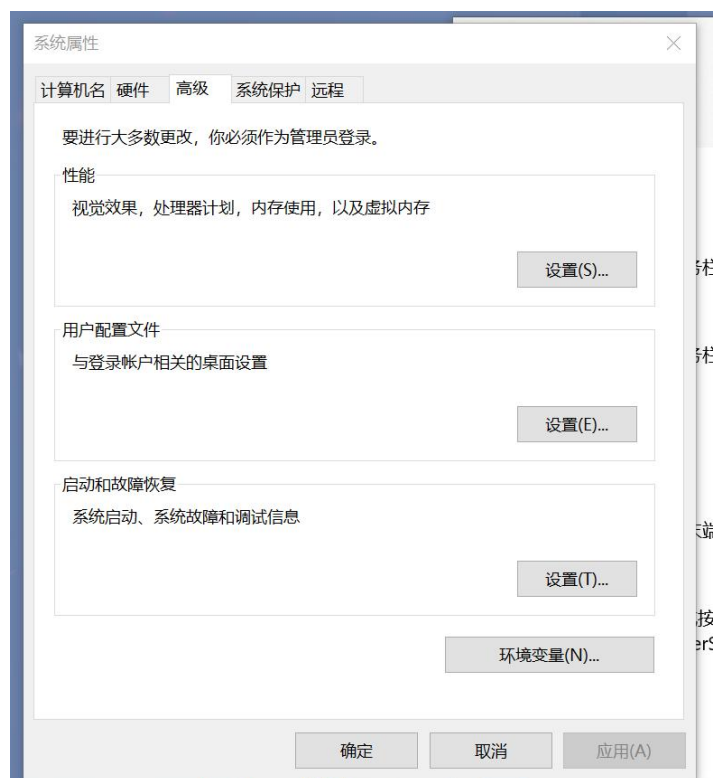 系统属性
计算机名 硬件 高级 系统保护 远程
要进行大多数更改，你必须作为管理员登录。
性能
视觉效果，处理器计划，内存使用，以及虚拟内存
设置(S)...
用户配置文件
与登录帐户相关的桌面设置
设置(E)...
启动和故障恢复
系统启动、系统故障和调试信息
设置(T)...
环境变量(N)...
确定 取消 应用(A)
栏
栏
端
按